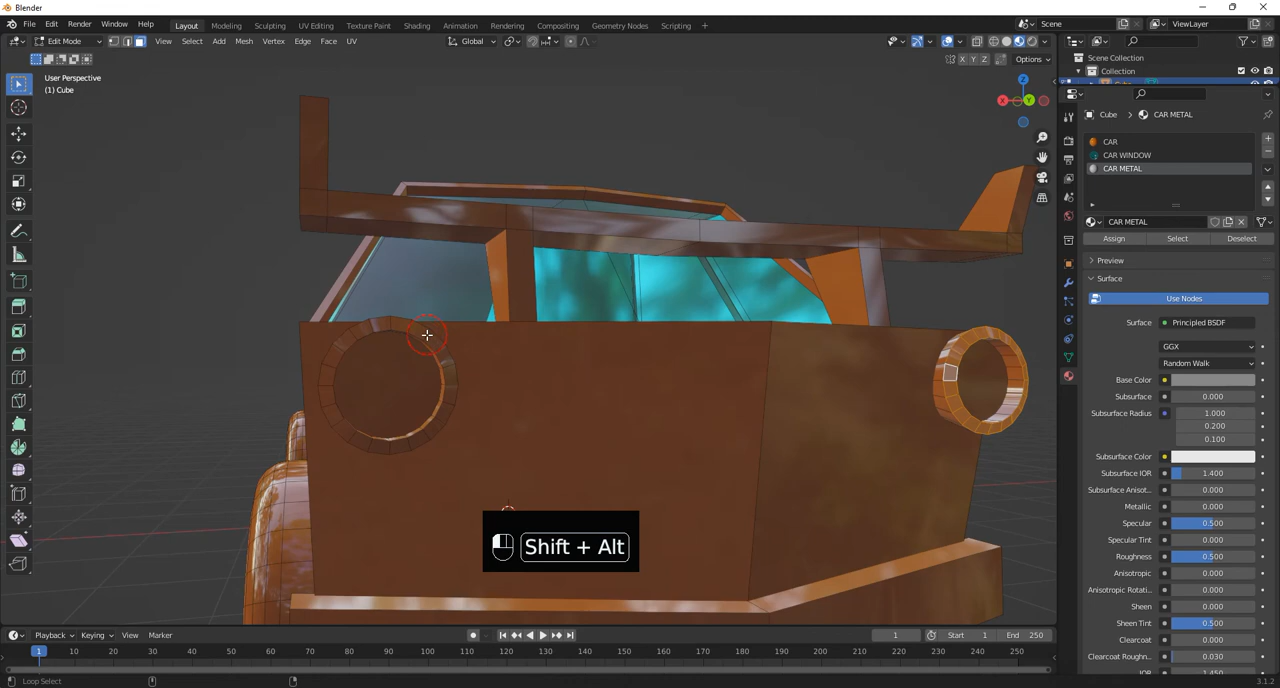 Blender
File Edit Render Window Help Layout Modeling Sculpting UV Editing Texture Paint Shading Animation Rendering Compositing Geometry Nodes Scripting + Scene ViewLayer
Edit Mode View Select Add Mesh Vertex Edge Face UV Global
X Y Z Options
User Perspective
(1) Cube
Z
X Y
Scene Collection
Collection
Cube CAR METAL
CAR
CAR WINDOW
CAR METAL
CAR METAL
Assign Select Deselect
Preview
Surface
Use Nodes
Surface Principled BSDF
GGX
Random Walk
Base Color
Subsurface 0.000
Subsurface Radius 1.000
0.200
0.100
Subsurface Color
Subsurface IOR 1.400
Subsurface Anisot... 0.000
Metallic 0.000
Specular 0.500
Specular Tint 0.000
Roughness 0.500
Anisotropic 0.000
Anisotropic Rotati... 0.000
Sheen 0.000
Sheen Tint 0.500
Clearcoat 0.000
Clearcoat Roughn... 0.030
IOR 1.450
Shift + Alt
Playback Keying View Marker 1 Start 1 End 250
1 10 20 30 40 50 60 70 80 90 100 110 120 130 140 150 160 170 180 190 200 210 220 230 240 250
Loop Select 3.1.2